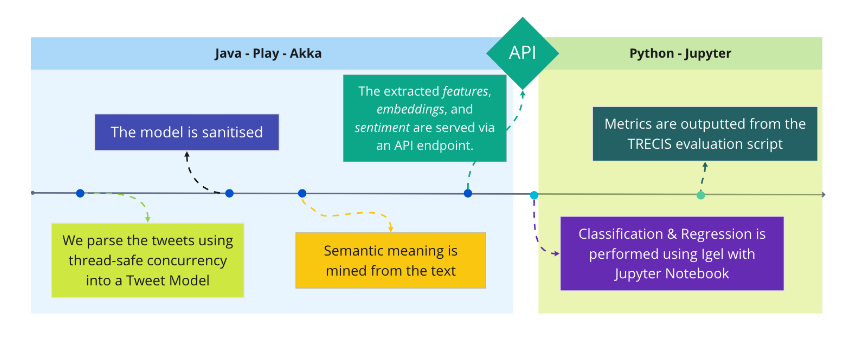 Java - Play - Akka
API
Python - Jupyter
The model is sanitised
The extracted features,
embeddings, and
sentiment are served via
an API endpoint.
Metrics are outputted from the
TRECIS evaluation script
We parse the tweets using
thread-safe concurrency
into a Tweet Model
Semantic meaning is
mined from the text
Classification & Regression is
performed using Igel with
Jupyter Notebook